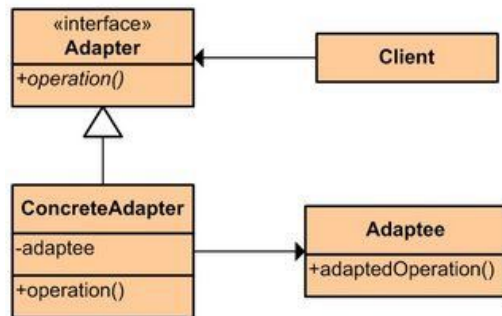 «interface»
Adapter
+operation()
Client
ConcreteAdapter
-adaptee
+operation()
Adaptee
+adaptedOperation()